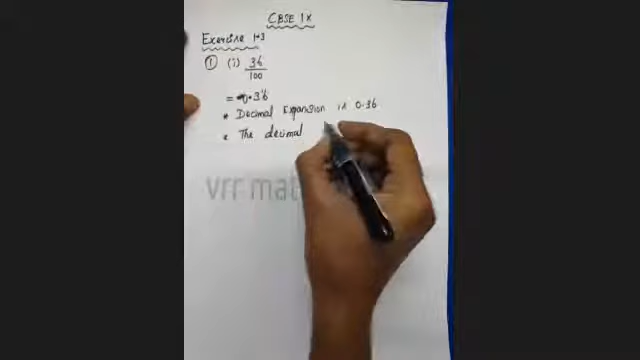 CBSE IX
Exercise 1.3
① (i) 36
100
= 0.36
* Decimal Expansion is 0.36
* The decimal
vrr mat